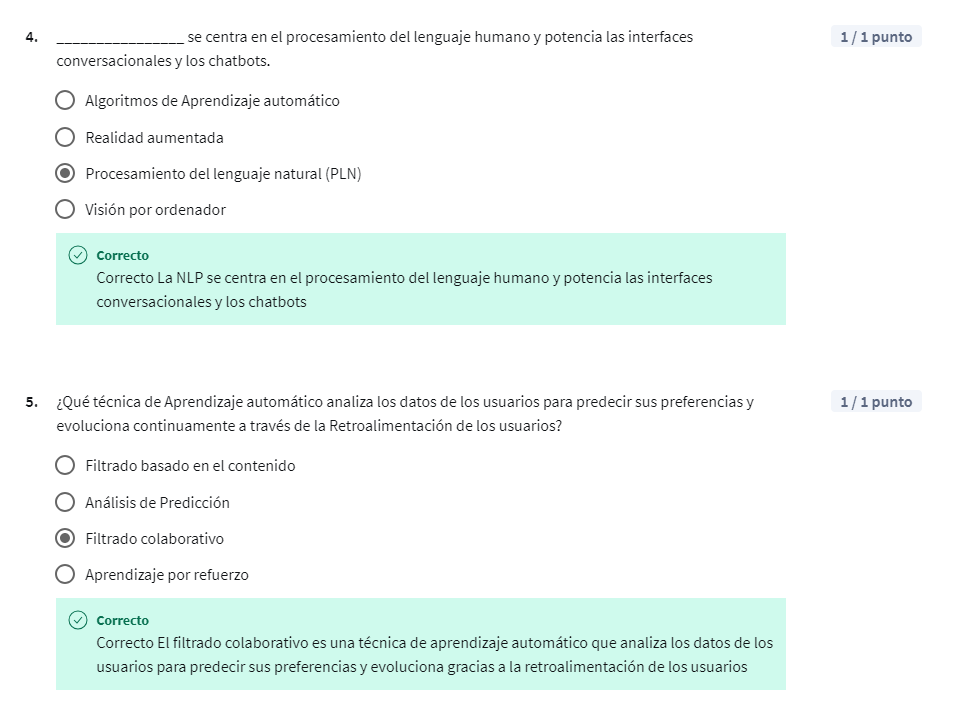 4. ________________ se centra en el procesamiento del lenguaje humano y potencia las interfaces 1 / 1 punto
conversacionales y los chatbots.
Algoritmos de Aprendizaje automático
Realidad aumentada
Procesamiento del lenguaje natural (PLN)
Visión por ordenador
Correcto
Correcto La NLP se centra en el procesamiento del lenguaje humano y potencia las interfaces
conversacionales y los chatbots
5. ¿Qué técnica de Aprendizaje automático analiza los datos de los usuarios para predecir sus preferencias y 1 / 1 punto
evoluciona continuamente a través de la Retroalimentación de los usuarios?
Filtrado basado en el contenido
Análisis de Predicción
Filtrado colaborativo
Aprendizaje por refuerzo
Correcto
Correcto El filtrado colaborativo es una técnica de aprendizaje automático que analiza los datos de los
usuarios para predecir sus preferencias y evoluciona gracias a la retroalimentación de los usuarios